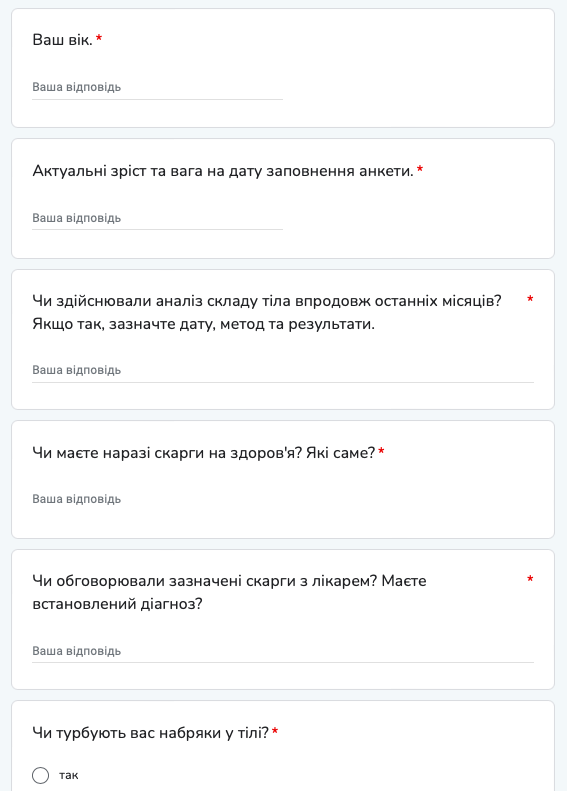 Ваш вік. *
Ваша відповідь
Актуальні зріст та вага на дату заповнення анкети. *
Ваша відповідь
Чи здійснювали аналіз складу тіла впродовж останніх місяців? *
Якщо так, зазначте дату, метод та результати.
Ваша відповідь
Чи маєте наразі скарги на здоров'я? Які саме? *
Ваша відповідь
Чи обговорювали зазначені скарги з лікарем? Маєте *
встановлений діагноз?
Ваша відповідь
Чи турбують вас набряки у тілі? *
так